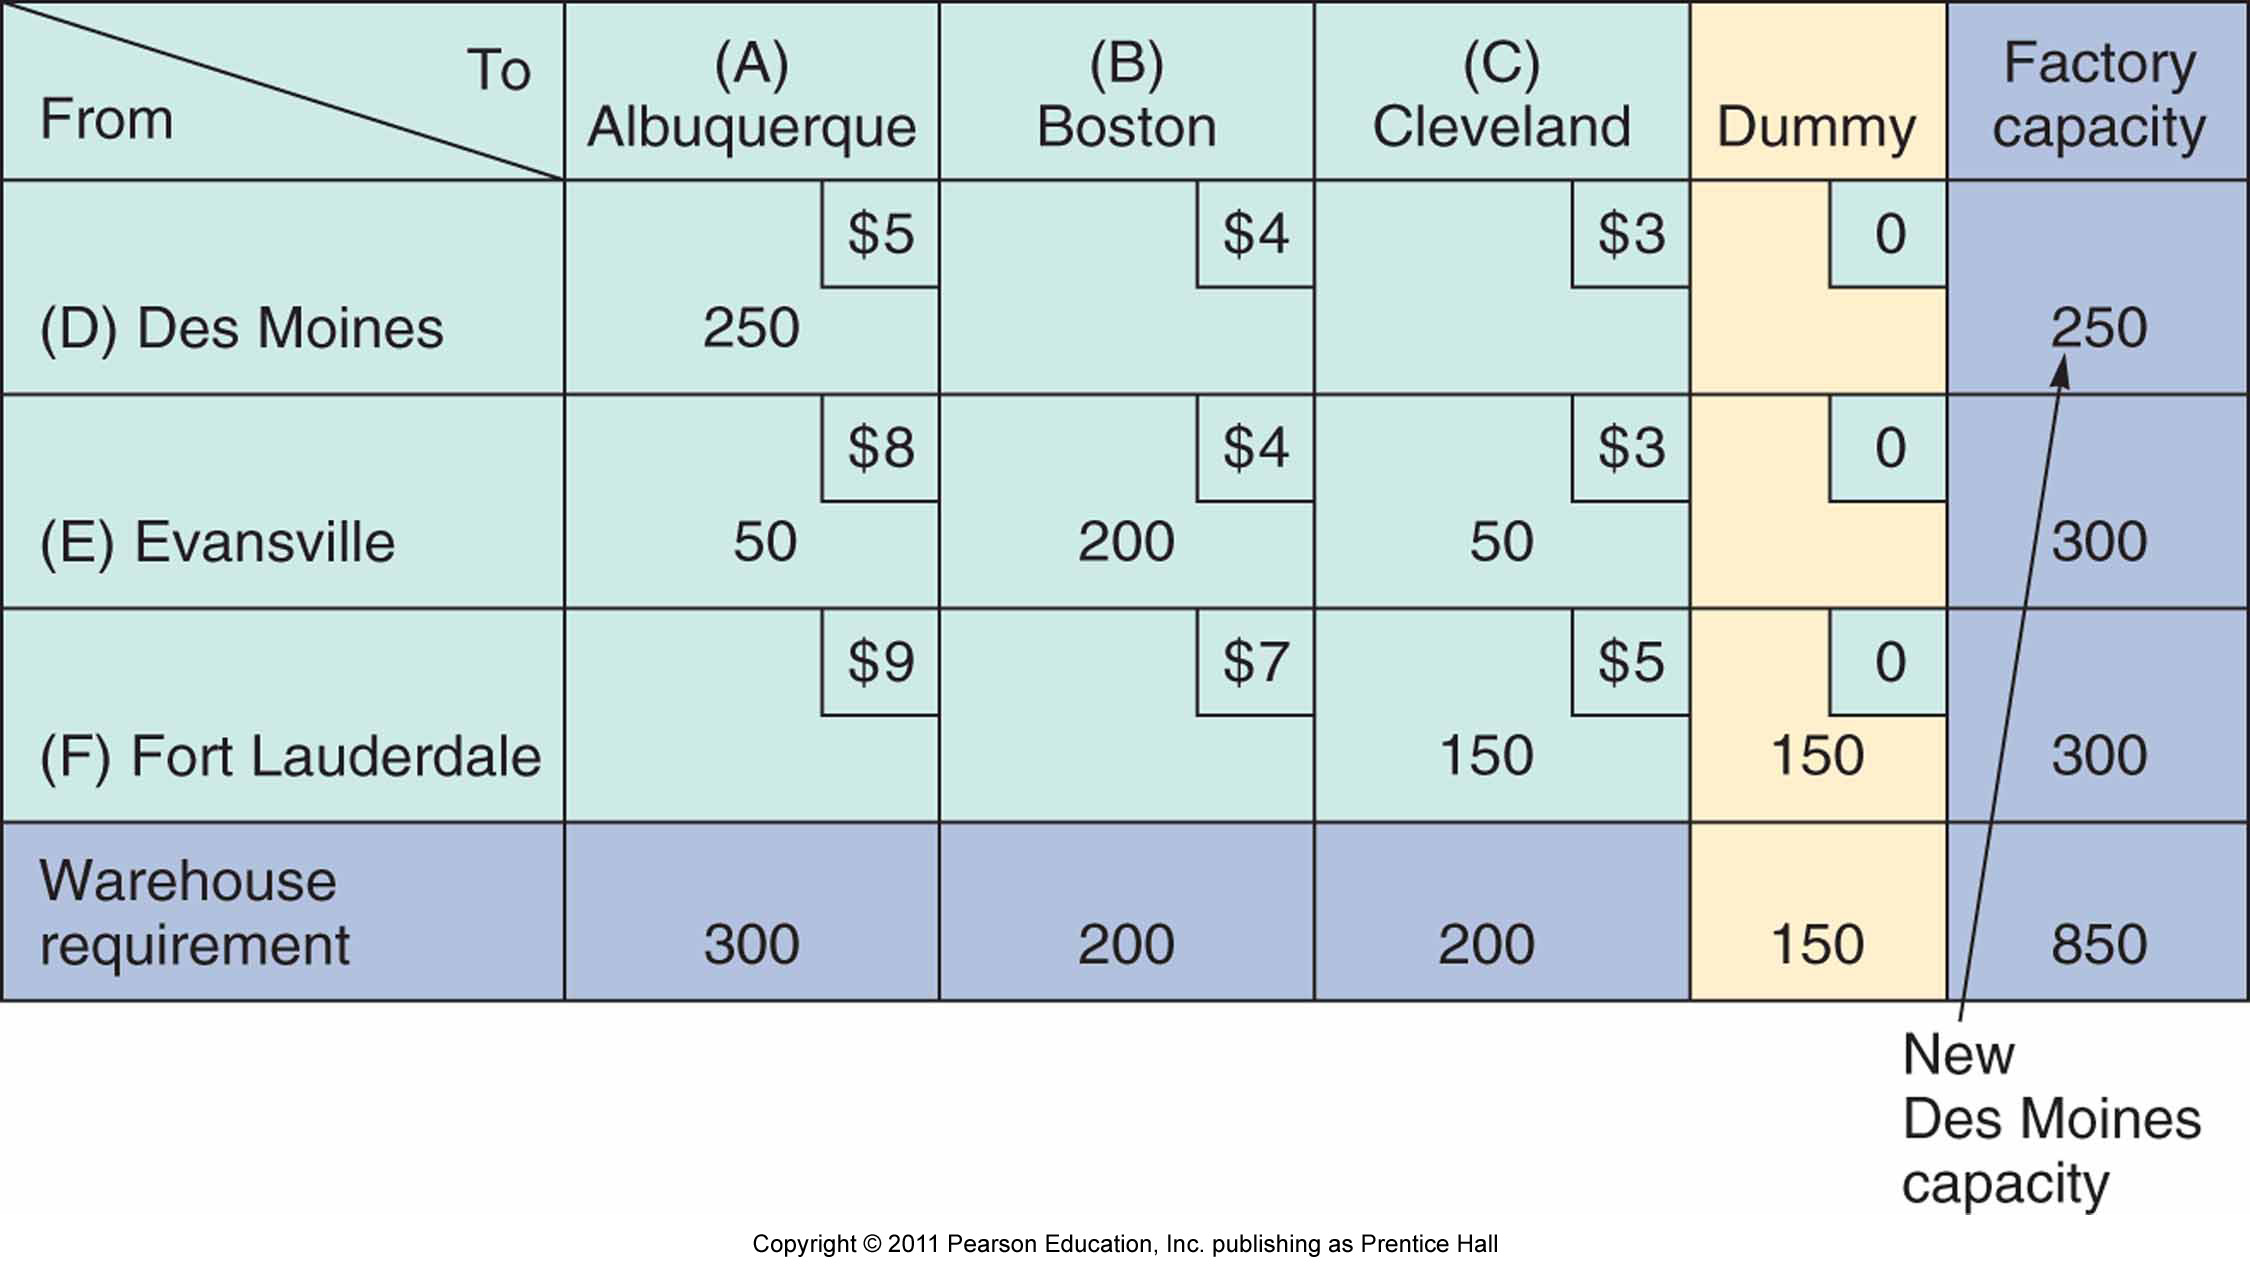 To
From
(A)
Albuquerque
(B)
Boston
(C)
Cleveland
Dummy
Factory
capacity
$5
$4
$3
0
(D) Des Moines
250
250
$8
$4
$3
0
(E) Evansville
50
200
50
300
$9
$7
$5
0
(F) Fort Lauderdale
150
150
300
Warehouse
requirement
300
200
200
150
850
New
Des Moines
capacity
Copyright © 2011 Pearson Education, Inc. publishing as Prentice Hall